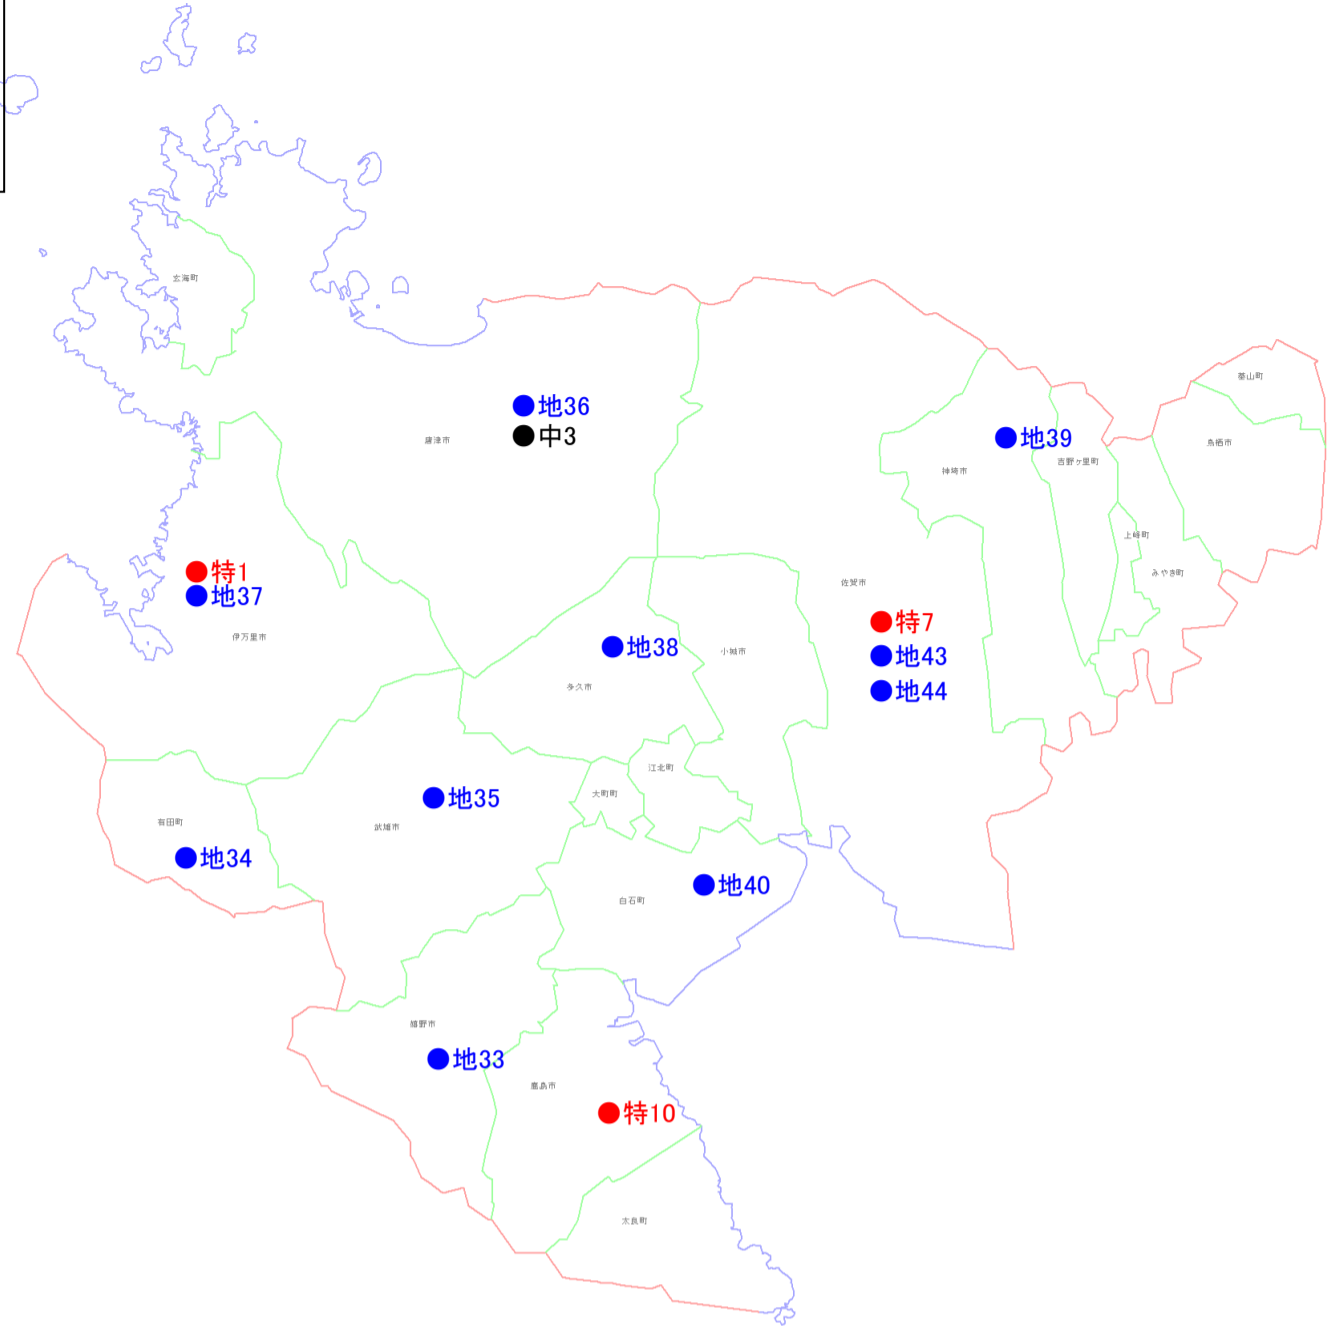 玄海町
基山町
地36
唐津市
中3
地39
鳥栖市
神埼市
吉野ヶ里町
上峰町
特1
みやき町
佐賀市
地37
特7
伊万里市
地38
小城市
地43
多久市
地44
江北町
大町町
地35
有田町
武雄市
地34
地40
白石町
嬉野市
地33
鹿島市
特10
太良町